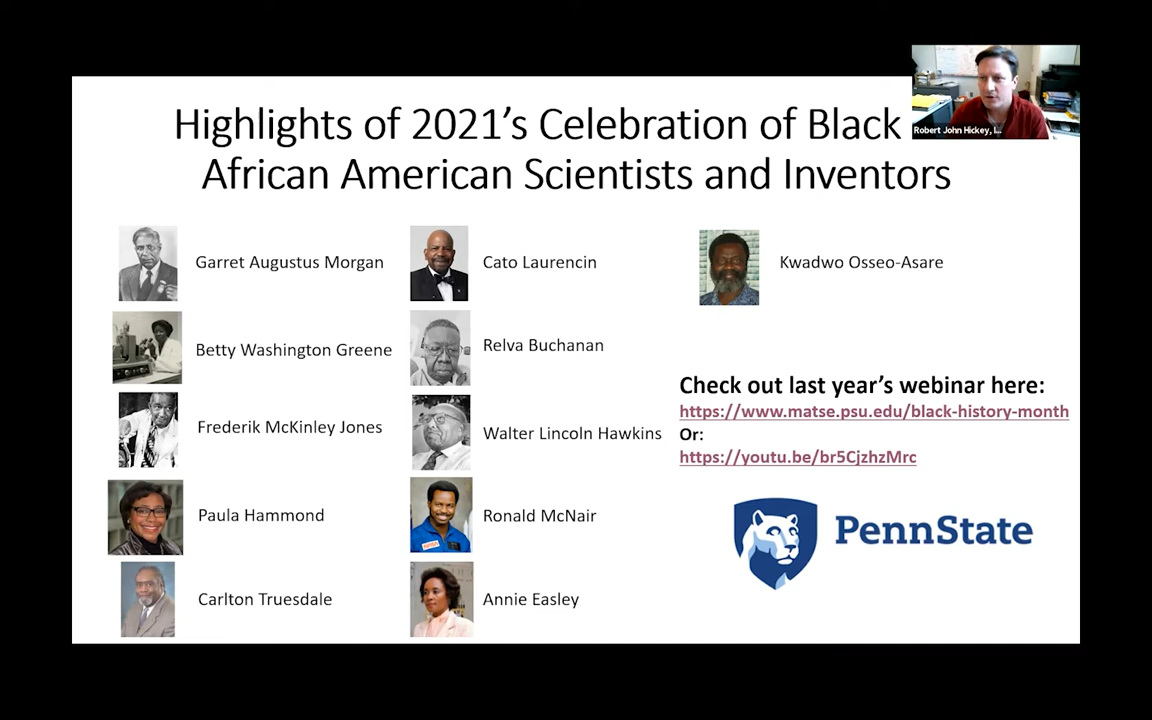 Highlights of 2021's Celebration of Black
African American Scientists and Inventors
Robert John Hickey, I...
Garret Augustus Morgan
Betty Washington Greene
Frederik McKinley Jones
Paula Hammond
Carlton Truesdale
Cato Laurencin
Relva Buchanan
Walter Lincoln Hawkins
Ronald McNair
Annie Easley
Kwadwo Osseo-Asare
Check out last year's webinar here:
https://www.matse.psu.edu/black-history-month
Or:
https://youtu.be/br5CjzhzMrc
PennState